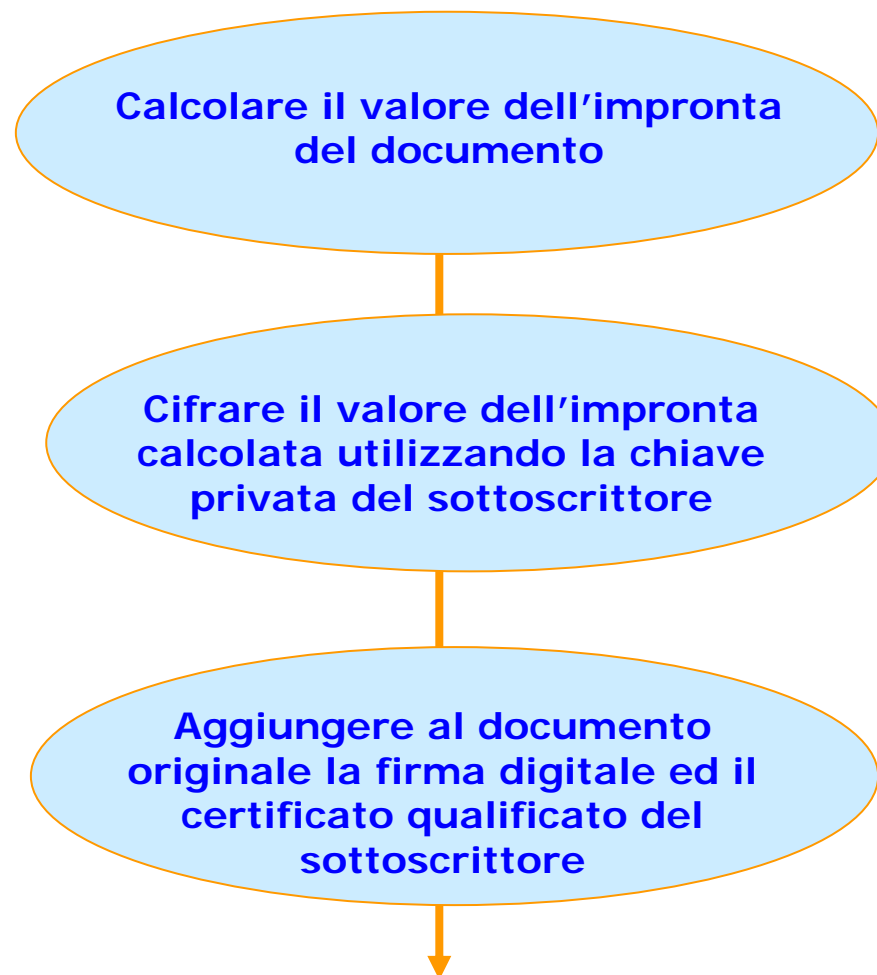 Calcolare il valore dell'impronta
del documento
Cifrare il valore dell'impronta
calcolata utilizzando la chiave
privata del sottoscrittore
Aggiungere al documento
originale la firma digitale ed il
certificato qualificato del
sottoscrittore